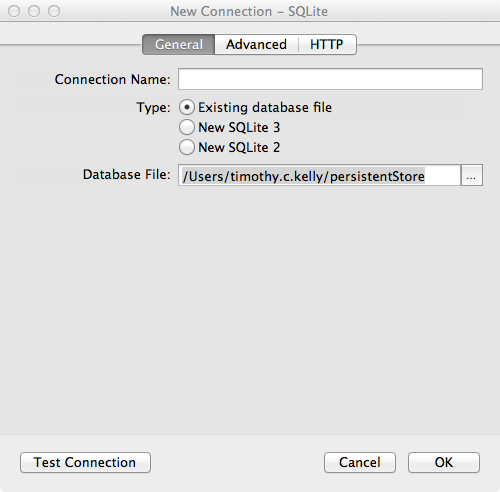 New Connection – SQLite
General Advanced HTTP
Connection Name:
Type: Existing database file
New SQLite 3
New SQLite 2
Database File: /Users/timothy.c.kelly/persistentStore ...
Test Connection Cancel OK